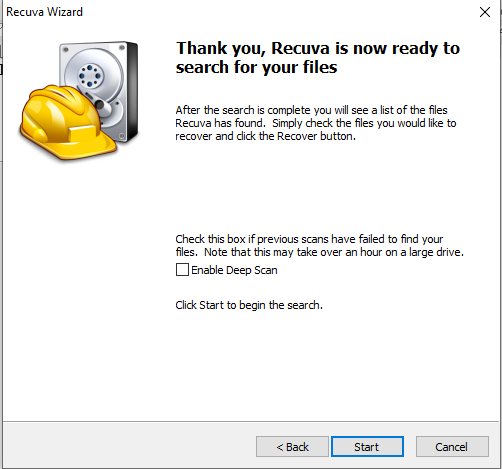 Recuva Wizard
Thank you, Recuva is now ready to
search for your files
After the search is complete you will see a list of the files
Recuva has found. Simply check the files you would like to
recover and click the Recover button.
Check this box if previous scans have failed to find your
files. Note that this may take over an hour on a large drive.
Enable Deep Scan
Click Start to begin the search.
< Back
Start
Cancel